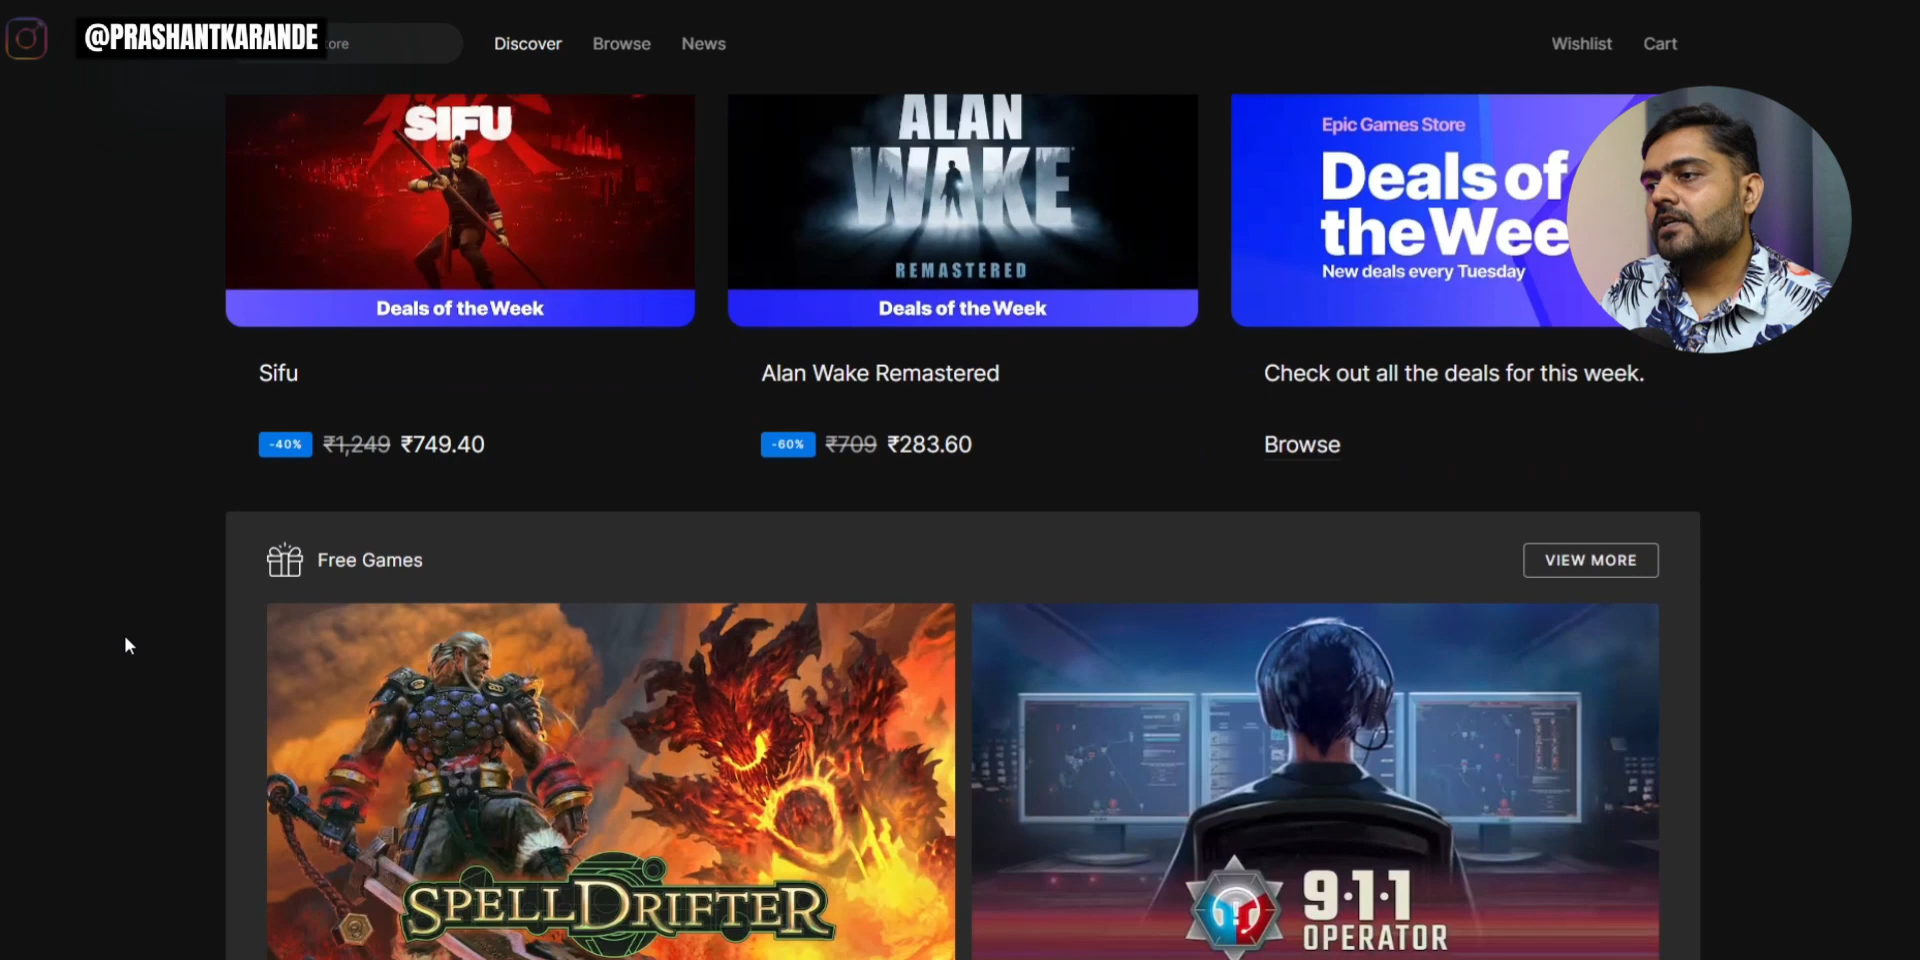 @PRASHANTKARANDE
Discover
Browse
News
Wishlist
Cart
SIFU
Deals of the Week
ALAN
WAKE
REMASTERED
Deals of the Week
Epic Games Store
Deals of
the Wee
New deals every Tuesday
Sifu
-40% ₹1,249 ₹749.40
Alan Wake Remastered
-60% ₹709 ₹283.60
Check out all the deals for this week.
Browse
Free Games
VIEW MORE
SPELLDRIFTER
9-1-1
OPERATOR